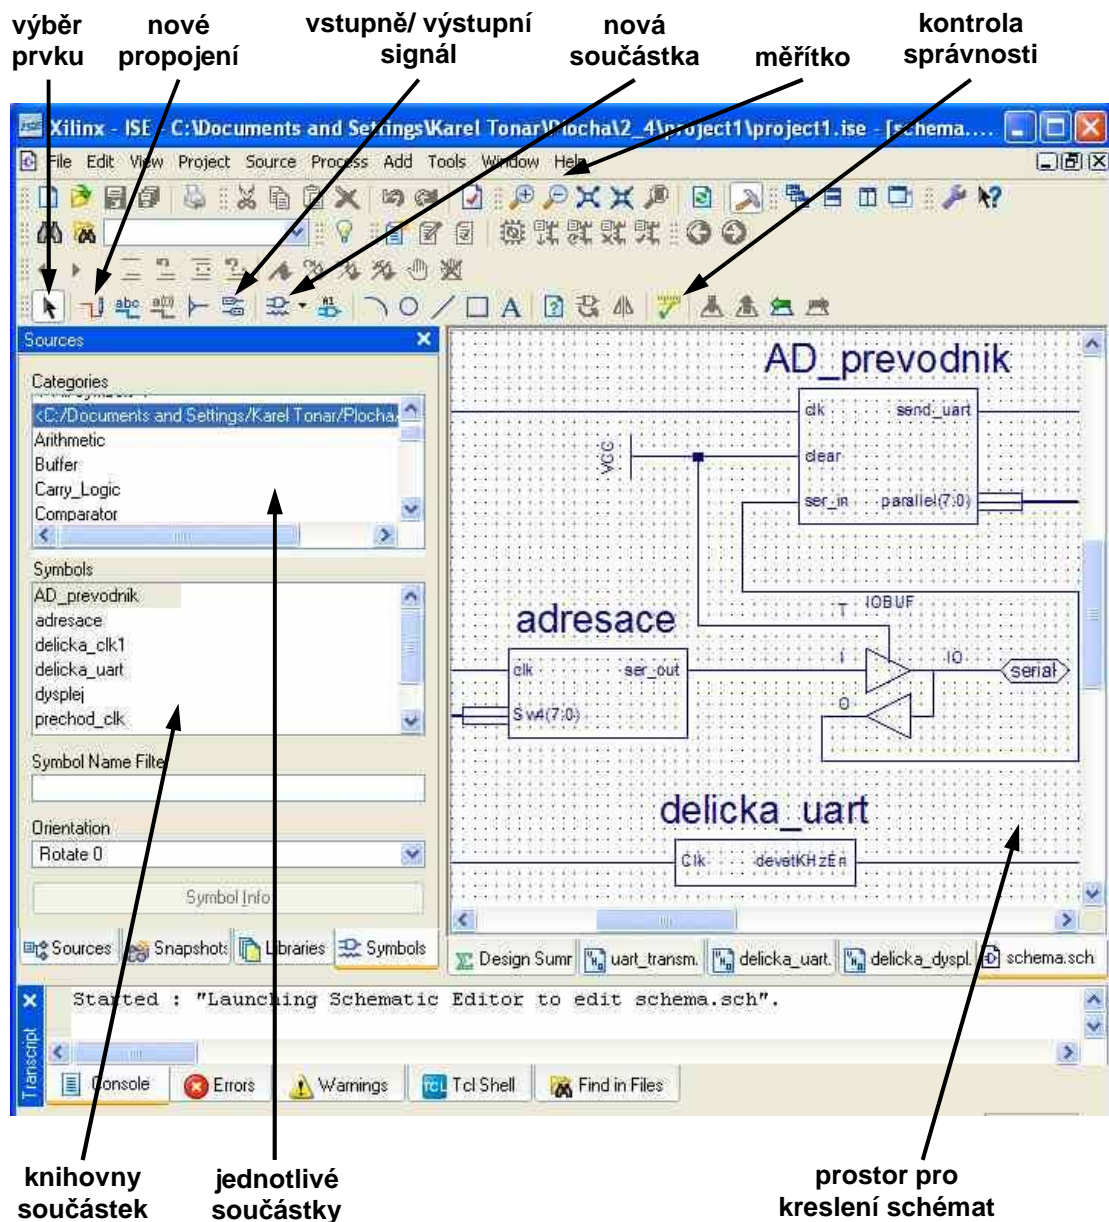 výběr prvku
nové propojení
vstupně/ výstupní signál
nová součástka
měřítko
kontrola správnosti
Xilinx - ISE - C:\Documents and Settings\Karel Tonar\Plocha\2_4\project1\project1.ise - [schema....
File Edit View Project Source Process Add Tools Window Help
Sources
Categories
<C:/Documents and Settings/Karel Tonar/Plocha/
Arithmetic
Buffer
Carry_Logic
Comparator
Symbols
AD_prevodnik
adresace
delicka_clk1
delicka_uart
dysplej
prechod_clk
Symbol Name Filte
Orientation
Rotate 0
Symbol Info
Sources Snapshots Libraries Symbols
AD_prevodnik
clk send_uart
VCC
clear
ser_in parallel(7:0)
T IOBUF
adresace
clk ser_out
I IO serial
Sw4(7:0)
O
delicka_uart
Clk devetKHzEn
Design Sumr uart_transm. delicka_uart. delicka_dyspl. schema.sch
Transcript
Started : "Launching Schematic Editor to edit schema.sch".
Console Errors Warnings Tcl Shell Find in Files
knihovny součástek
jednotlivé součástky
prostor pro kreslení schémat